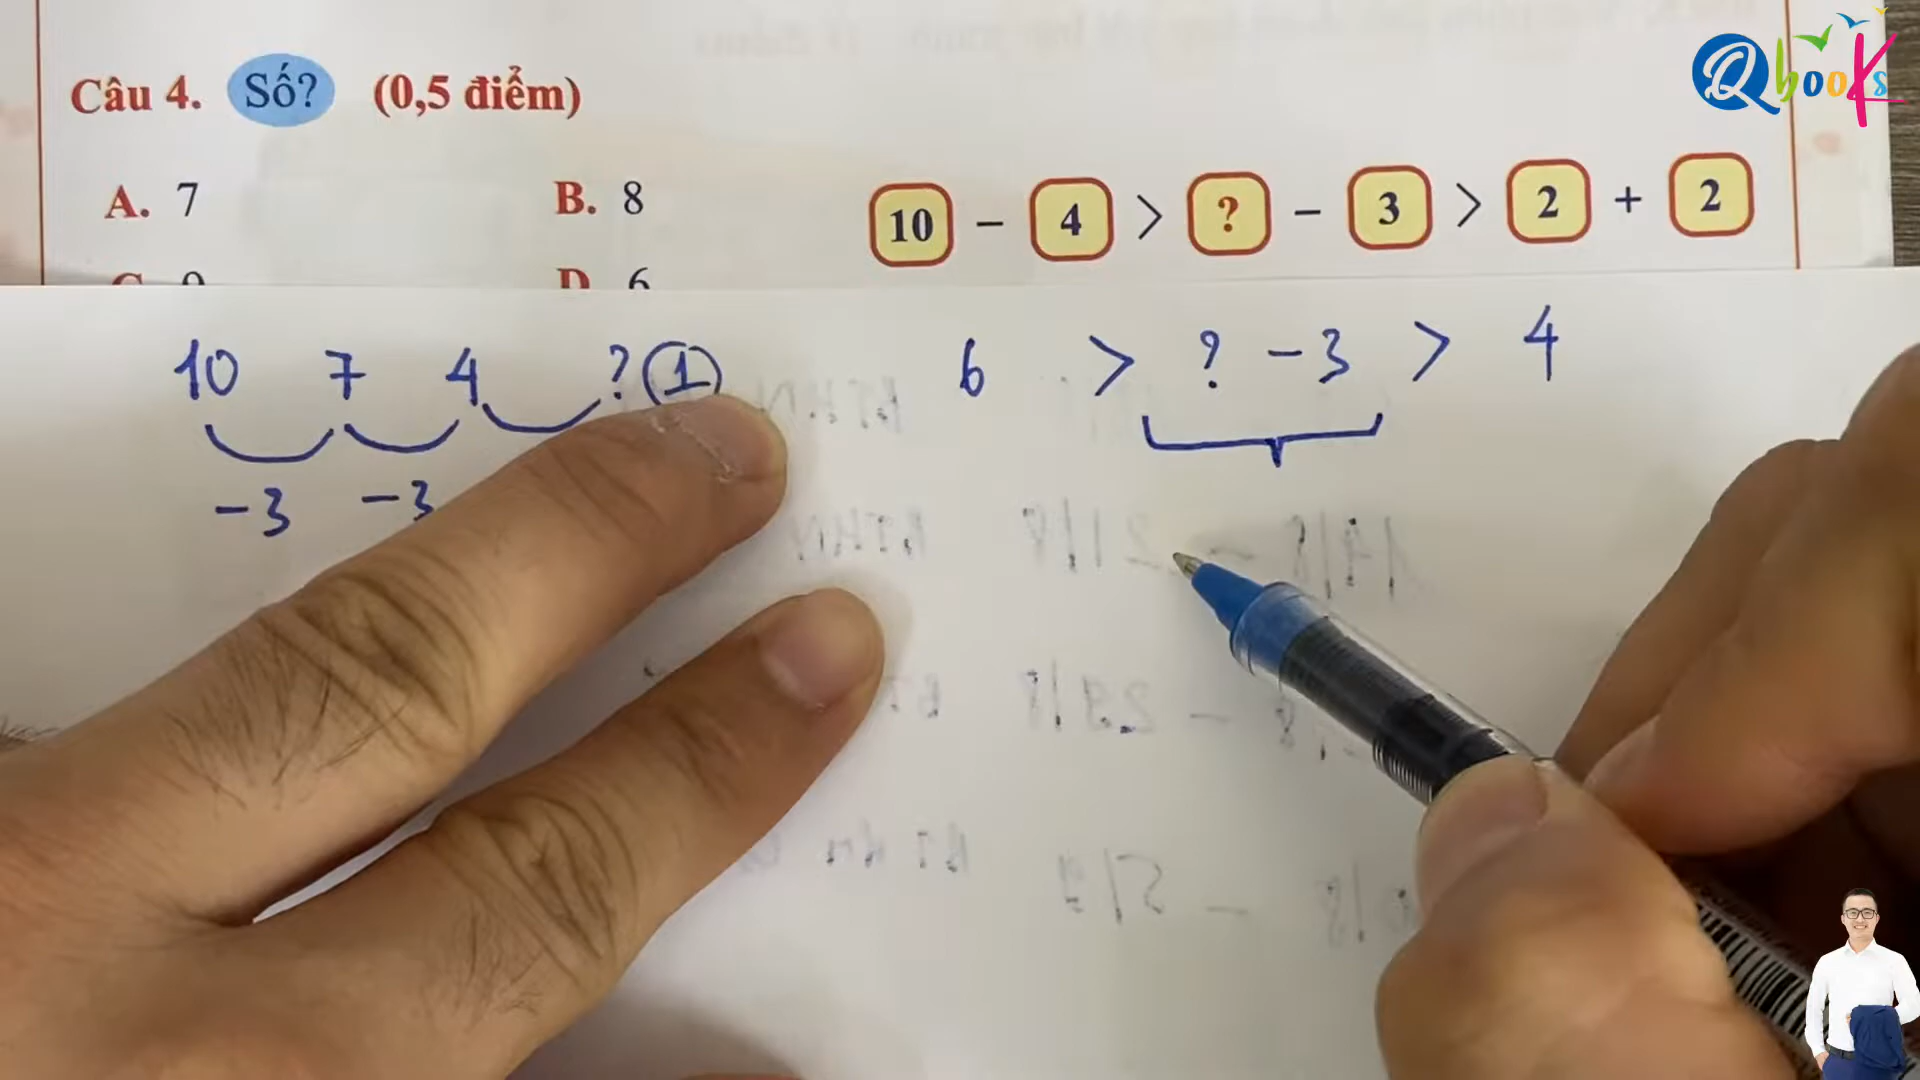 Qbooks
Câu 4. Số? (0,5 điểm)
A. 7 B. 8
10 - 4 > ? - 3 > 2 + 2
D 6
10 7 4 ? 1
6 > ? - 3 > 4
-3 -3